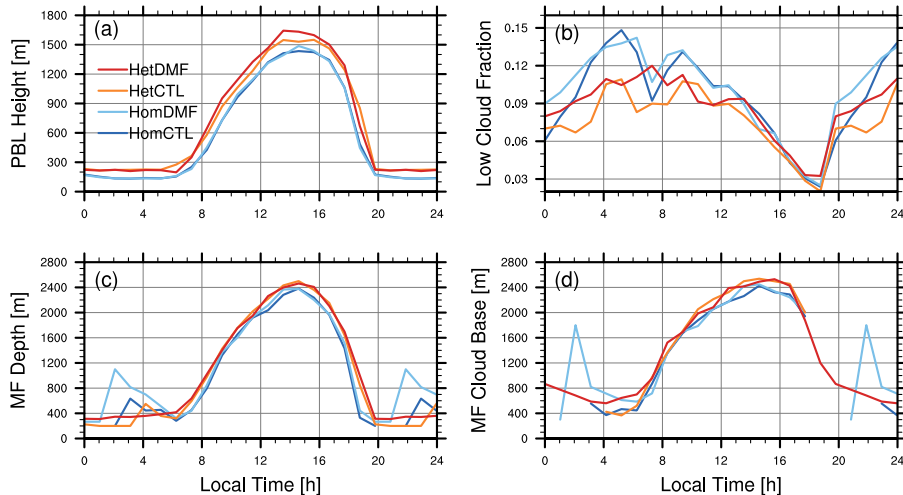 (a)
PBL Height [m]
1800
1500
1200
900
600
300
0
HetDMF
HetCTL
HomDMF
HomCTL
0 4 8 12 16 20 24
(b)
Low Cloud Fraction
0.15
0.12
0.09
0.06
0.03
0 4 8 12 16 20 24
(c)
MF Depth [m]
2800
2400
2000
1600
1200
800
400
0
0 4 8 12 16 20 24
Local Time [h]
(d)
MF Cloud Base [m]
2800
2400
2000
1600
1200
800
400
0
0 4 8 12 16 20 24
Local Time [h]